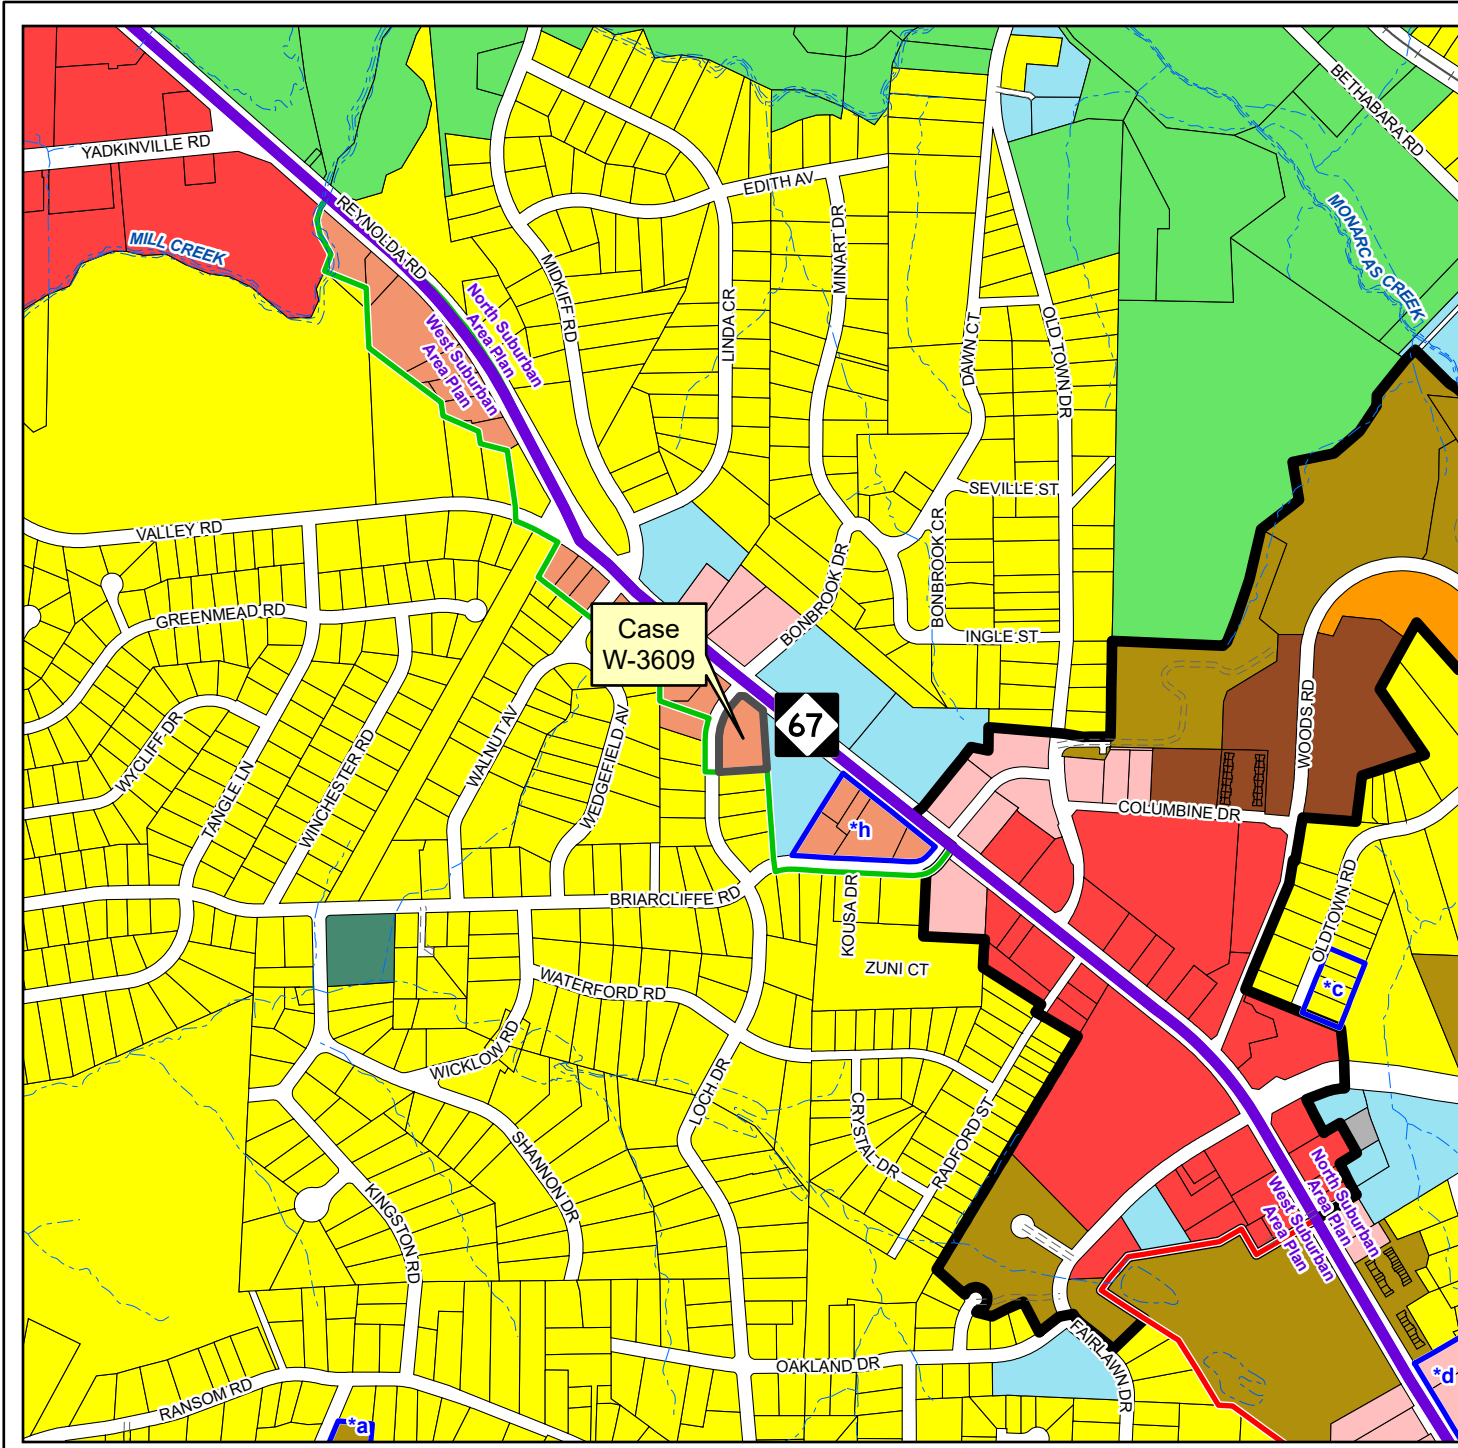 BETHABARA RD
YADKINVILLE RD
EDITH AV
REYNOLDA RD
MILL CREEK
MINART DR
MONARCAS CREEK
MIDKIFF RD
LINDA CR
North Suburban
Area Plan
West Suburban
Area Plan
DAWN CT
OLD TOWN DR
SEVILLE ST
VALLEY RD
BONBROOK DR
BONBROOK CR
GREENMEAD RD
INGLE ST
Case
W-3609
WYCLIFF DR
TANGLE LN
WINCHESTER RD
WALNUT AV
WEDGEFIELD AV
67
WOODS RD
COLUMBINE DR
*h
BRIARCLIFFE RD
KOUSA DR
ZUNI CT
OLDTOWN RD
*c
WATERFORD RD
WICKLOW RD
LOCH DR
CRYSTAL DR
RADFORD ST
SHANNON DR
KINGSTON RD
North Suburban
Area Plan
West Suburban
Area Plan
OAKLAND DR
FAIRLAWN DR
RANSOM RD
*a
*d